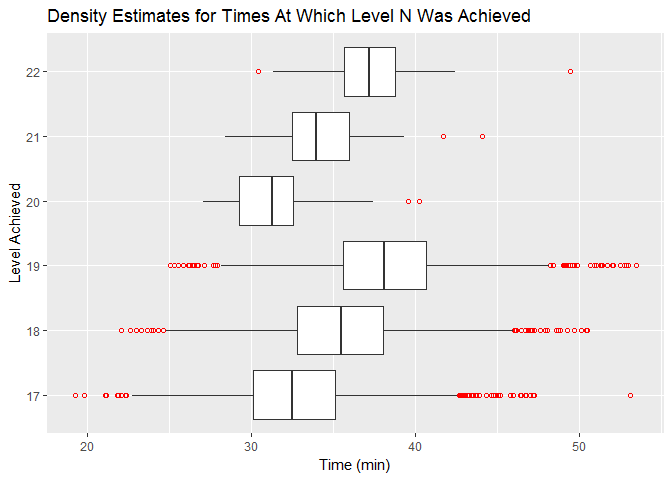 Density Estimates for Times At Which Level N Was Achieved
22
21
20
19
18
17
Level Achieved
20 30 40 50
Time (min)